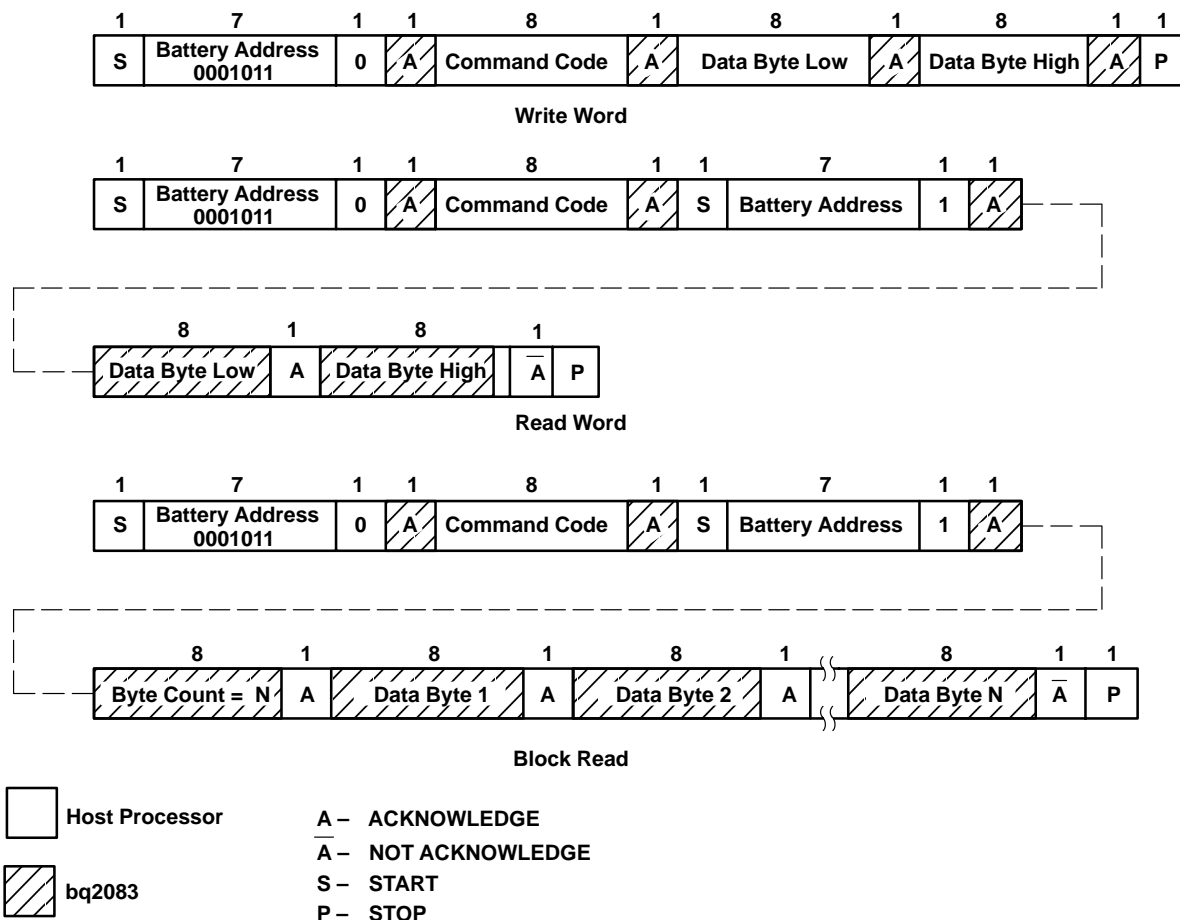 1 7 1 1 8 1 8 1 8 1 1
S Battery Address 0 A Command Code A Data Byte Low A Data Byte High A P
0001011
Write Word
1 7 1 1 8 1 1 7 1 1
S Battery Address 0 A Command Code A S Battery Address 1 A
0001011
8 1 8 1
Data Byte Low A Data Byte High A̅ P
Read Word
1 7 1 1 8 1 1 7 1 1
S Battery Address 0 A Command Code A S Battery Address 1 A
0001011
8 1 8 1 8 1 8 1 1
Byte Count = N A Data Byte 1 A Data Byte 2 A Data Byte N A̅ P
Block Read
Host Processor
bq2083
A – ACKNOWLEDGE
A̅ – NOT ACKNOWLEDGE
S – START
P – STOP